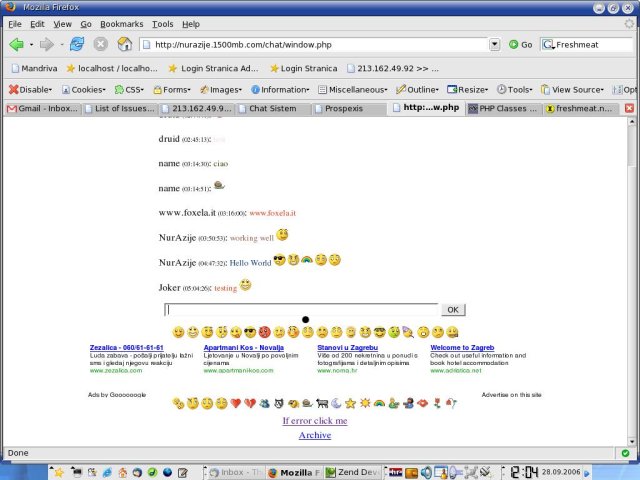 Mozilla Firefox
File Edit View Go Bookmarks Tools Help
http://nurazije.1500mb.com/chat/window.php Go Freshmeat
Mandriva localhost / localho... Login Stranica Ad... Login Stranica 213.162.49.92 >> ...
Disable Cookies CSS Forms Images Information Miscellaneous Outline Resize Tools View Source Opt
Gmail - Inbox... List of Issues... 213.162.49.9... Chat Sistem Prospexis http:...w.php PHP Classes ... freshmeat.n...
druid (02:45:13):
name (03:14:30): ciao
name (03:14:51):
www.foxela.it (03:16:00): www.foxela.it
NurAzije (03:50:53): working well
NurAzije (04:47:32): Hello World
Joker (05:04:26): testing
OK
Zezalica - 060/51-61-61 Apartmani Kos - Novalja Stanovi u Zagrebu Welcome to Zagreb
Luda zabava - pošalji prijatelju lažni Ljetovanje u Novalji po povoljnim Više od 200 nekretnina u ponudi s Check out useful information and
sms i gledaj njegovu reakciju cijenama fotografijama i detaljnim opisima book hotel accommodation
www.zezalica.com www.apartmanikos.com www.noma.hr www.adriatica.net
Ads by Goooooogle Advertise on this site
If error click me
Archive
Done
Inbox - Th Mozilla F Zend Dev 12:04 28.09.2006